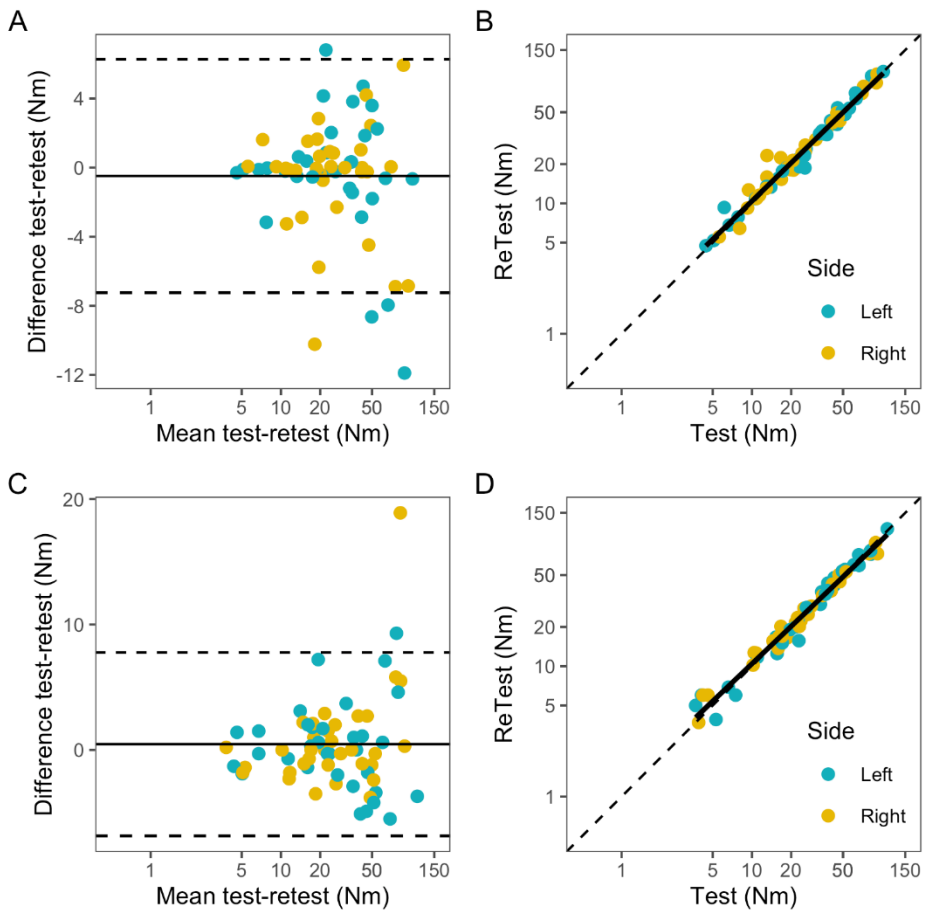 A
Difference test-retest (Nm)
4
0
-4
-8
-12
1 5 10 20 50 150
Mean test-retest (Nm)
B
ReTest (Nm)
150
50
20
10
5
1
Side
Left
Right
1 5 10 20 50 150
Test (Nm)
C
Difference test-retest (Nm)
20
10
0
1 5 10 20 50 150
Mean test-retest (Nm)
D
ReTest (Nm)
150
50
20
10
5
1
Side
Left
Right
1 5 10 20 50 150
Test (Nm)